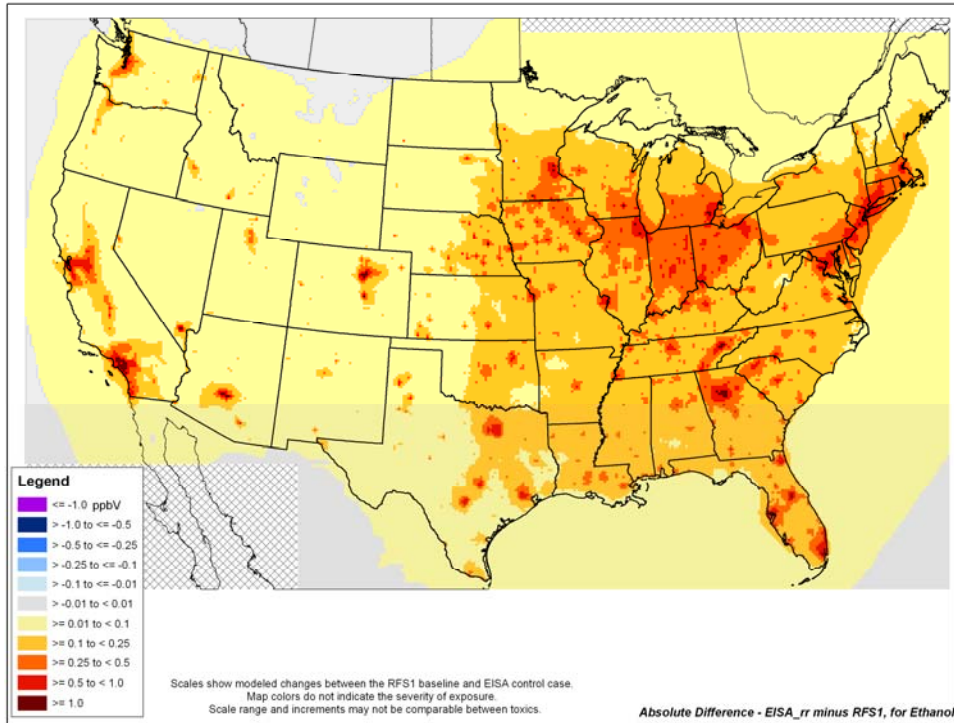 Legend
<= -1.0 ppbV
> -1.0 to <= -0.5
> -0.5 to <= -0.25
> -0.25 to <= -0.1
> -0.1 to <= -0.01
> -0.01 to < 0.01
>= 0.01 to < 0.1
>= 0.1 to < 0.25
>= 0.25 to < 0.5
>= 0.5 to < 1.0
>= 1.0
Scales show modeled changes between the RFS1 baseline and EISA control case.
Map colors do not indicate the severity of exposure.
Scale range and increments may not be comparable between toxics.
Absolute Difference - EISA_rr minus RFS1, for Ethanol